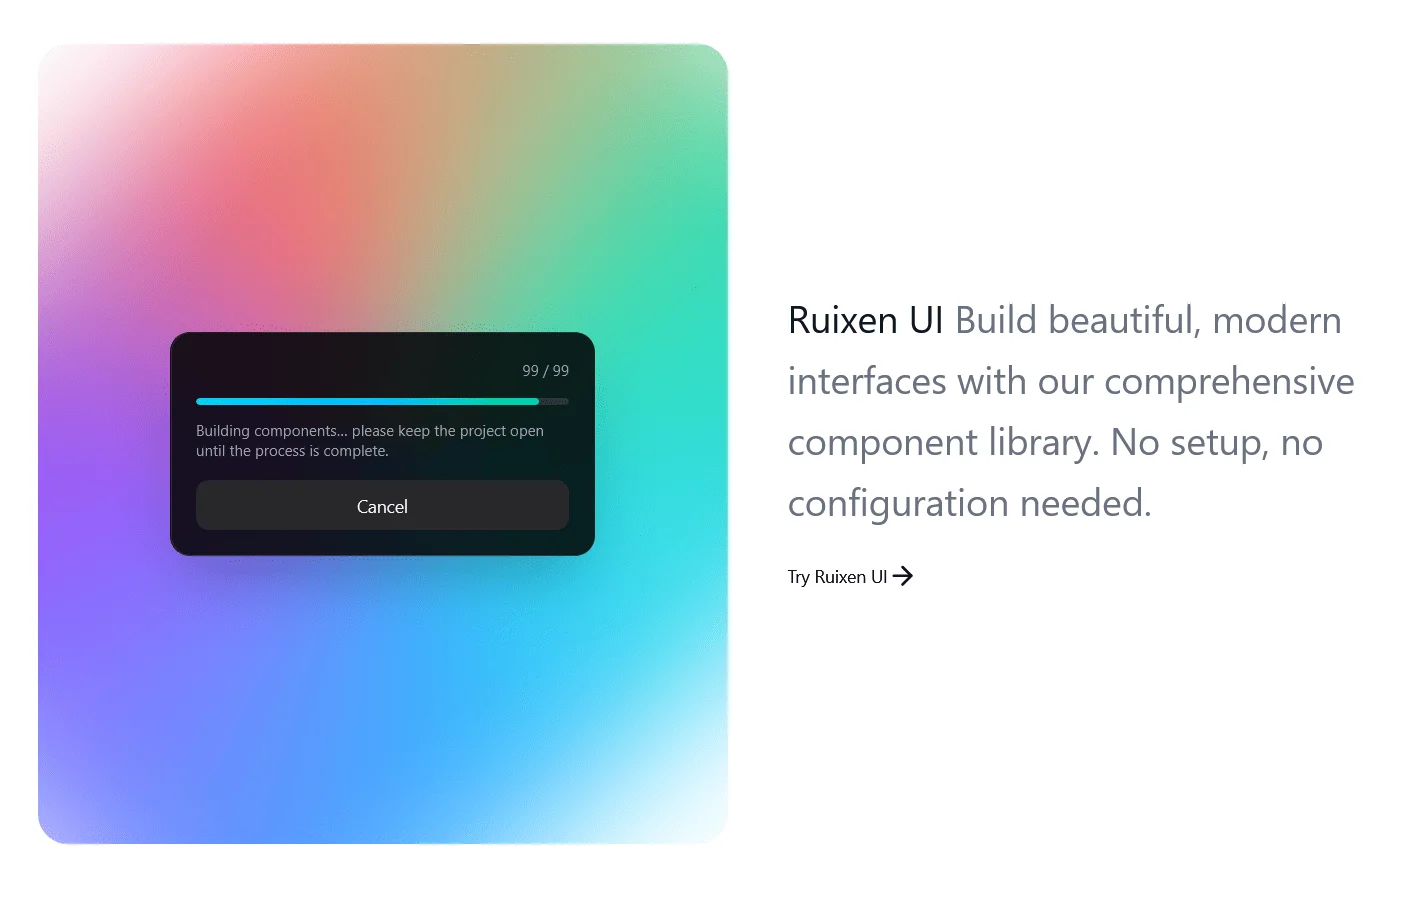 99 / 99
Building components... please keep the project open
until the process is complete.
Cancel
Ruixen UI Build beautiful, modern
interfaces with our comprehensive
component library. No setup, no
configuration needed.
Try Ruixen UI →